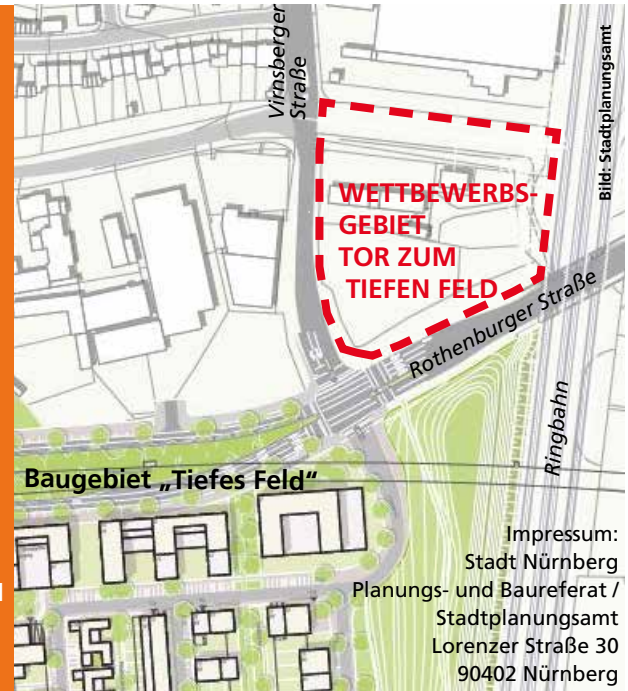 Virnsberger
Straße
WETTBEWERBS-
GEBIET
TOR ZUM
TIEFEN FELD
Bild: Stadtplanungsamt
Rothenburger Straße
Ringbahn
Baugebiet „Tiefes Feld“
Impressum:
Stadt Nürnberg
Planungs- und Baureferat /
Stadtplanungsamt
Lorenzer Straße 30
90402 Nürnberg